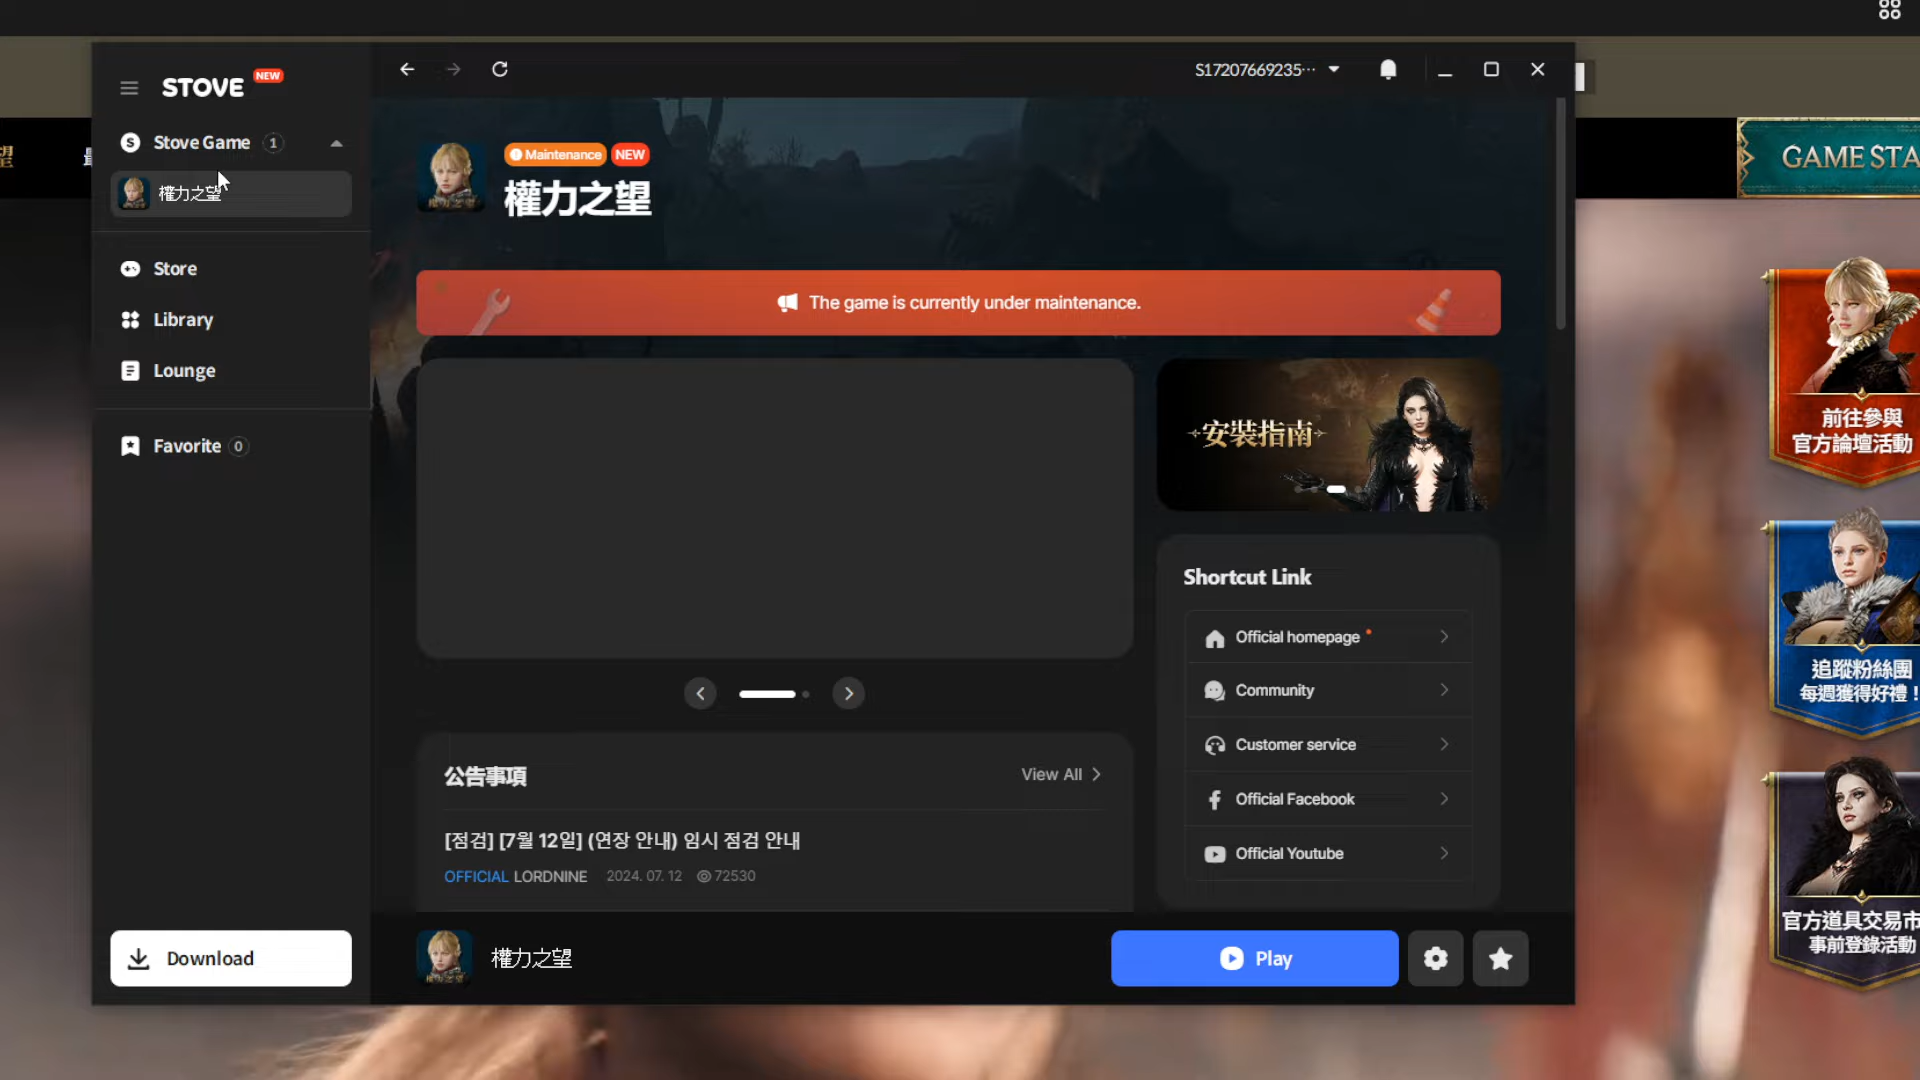 STOVE NEW
Stove Game 1
權力之望
Store
Library
Lounge
Favorite 0
Download
S17207669235···
Maintenance NEW
權力之望
The game is currently under maintenance.
安裝指南
Shortcut Link
Official homepage
Community
Customer service
Official Facebook
Official Youtube
公告事項
View All
[점검] [7월 12일] (연장 안내) 임시 점검 안내
OFFICIAL LORDNINE 2024. 07. 12 72530
權力之望
Play
望
GAME STA
前往參與
官方論壇活動
追蹤粉絲團
每週獲得好禮!
官方道具交易市
事前登錄活動